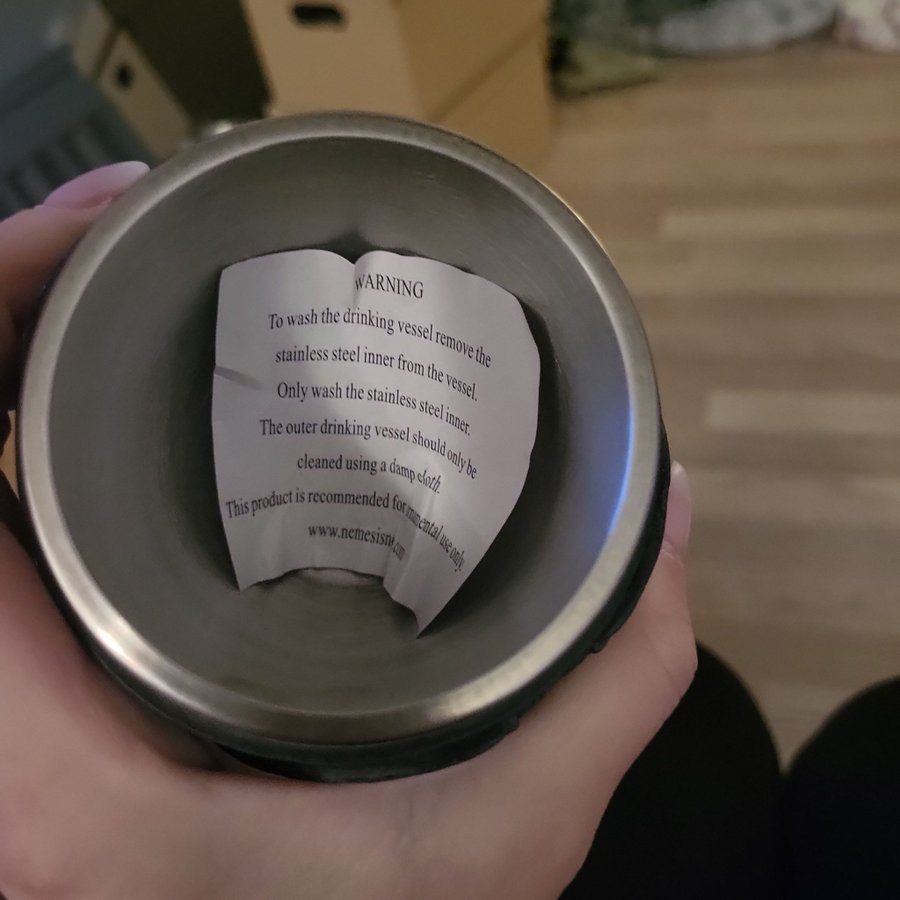 WARNING
To wash the drinking vessel remove the
stainless steel inner from the vessel.
Only wash the stainless steel inner.
The outer drinking vessel should only be
cleaned using a damp cloth.
This product is recommended for use only.